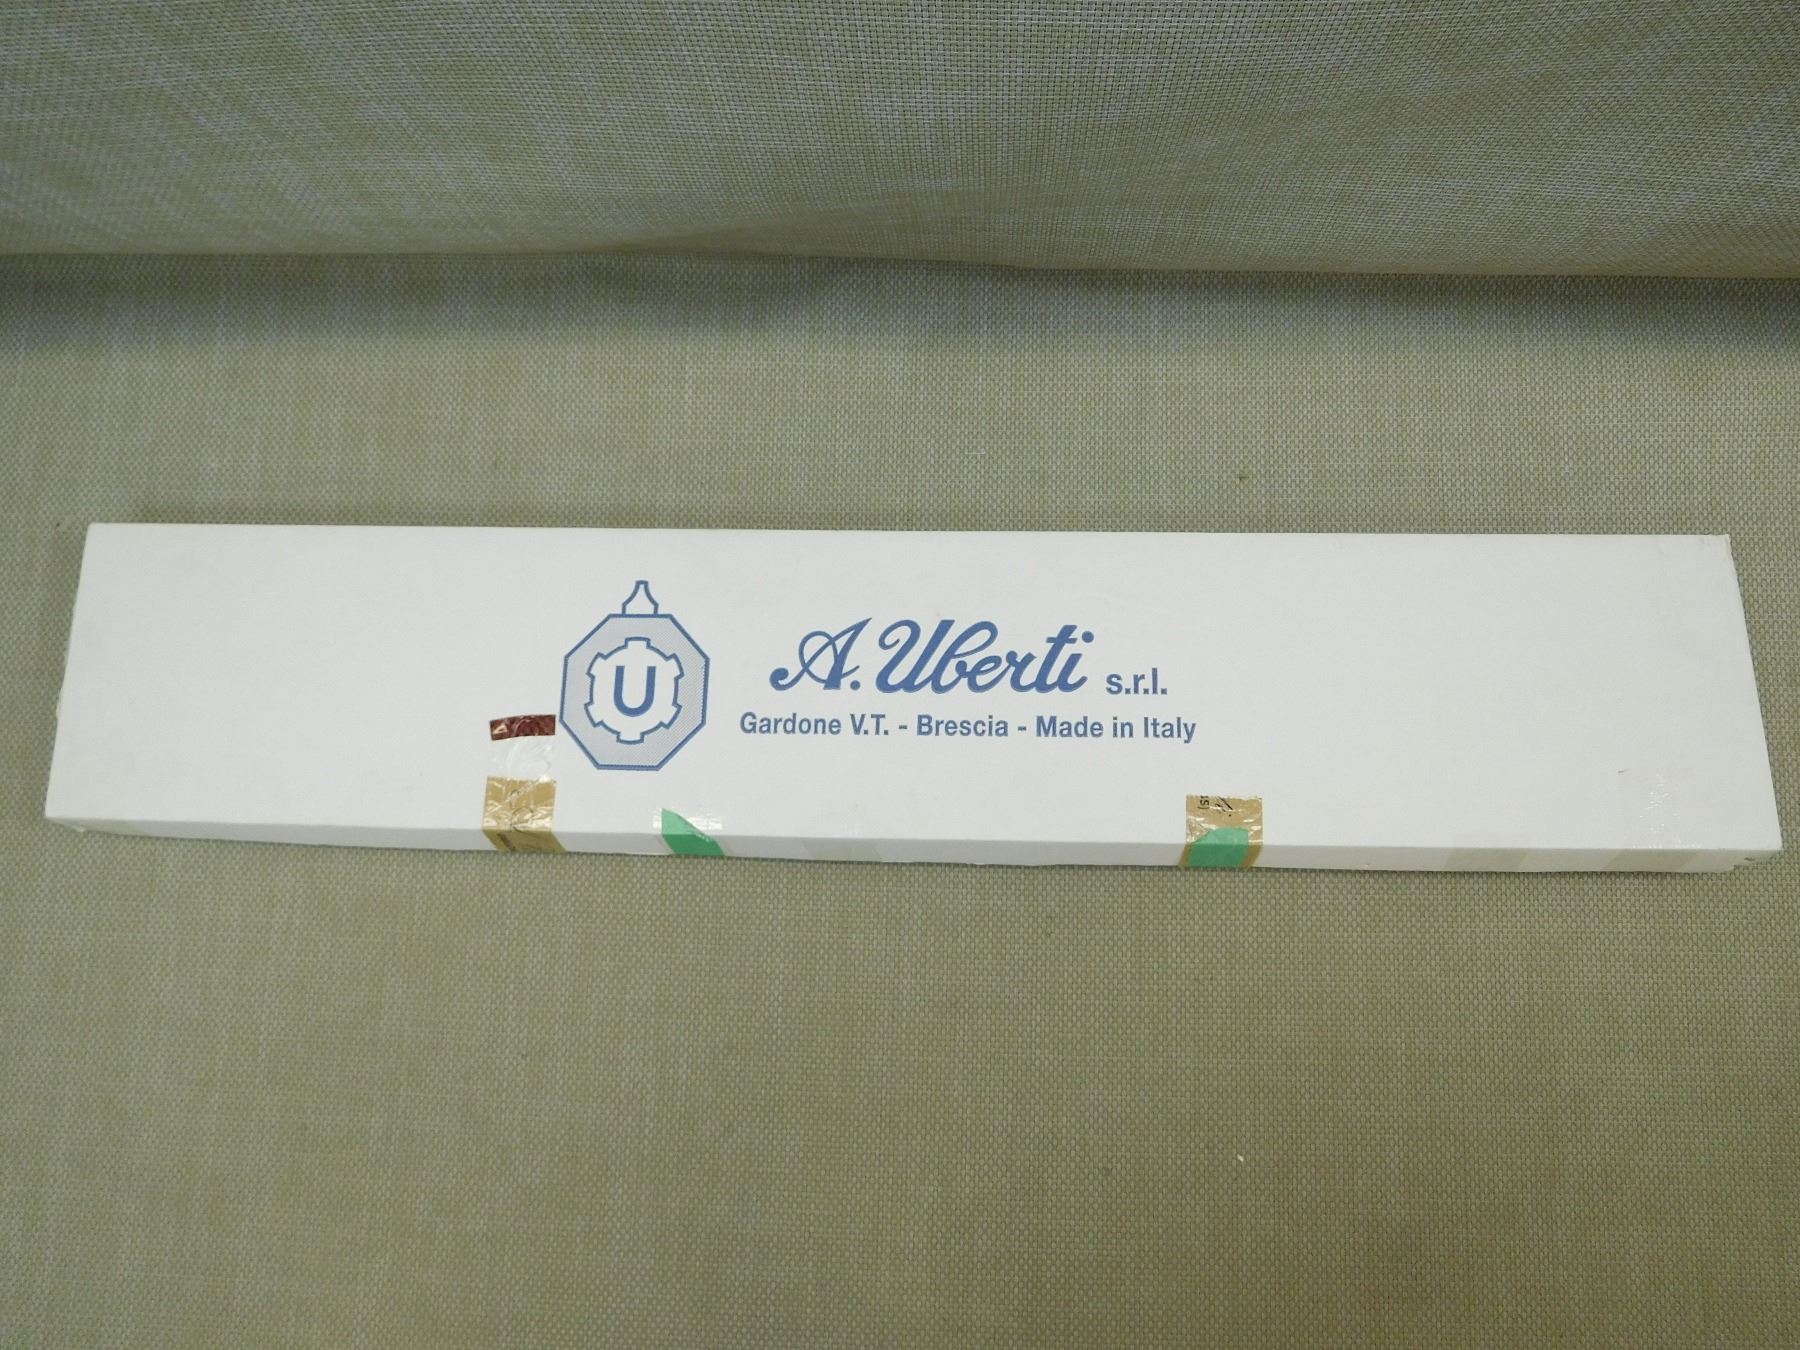 U
A. Uberti s.r.l.
Gardone V.T. - Brescia - Made in Italy